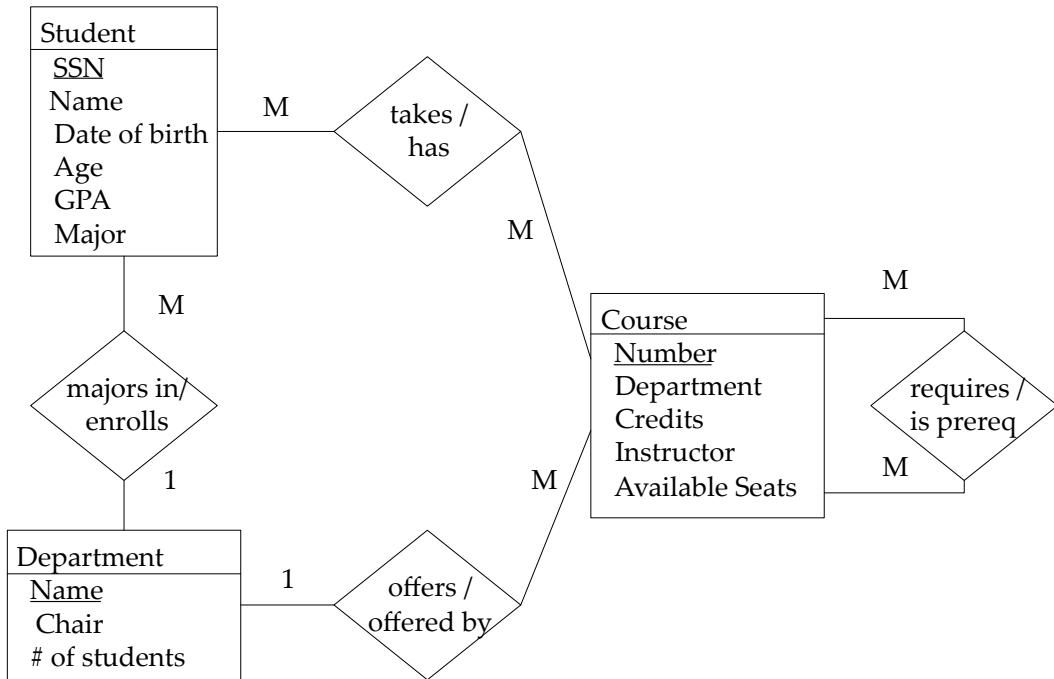 Student
SSN
Name
Date of birth
Age
GPA
Major
M
takes /
has
M
M
majors in/
enrolls
1
Course
Number
Department
Credits
Instructor
Available Seats
M
requires /
is prereq
M
Department
Name
Chair
# of students
1
offers /
offered by
M